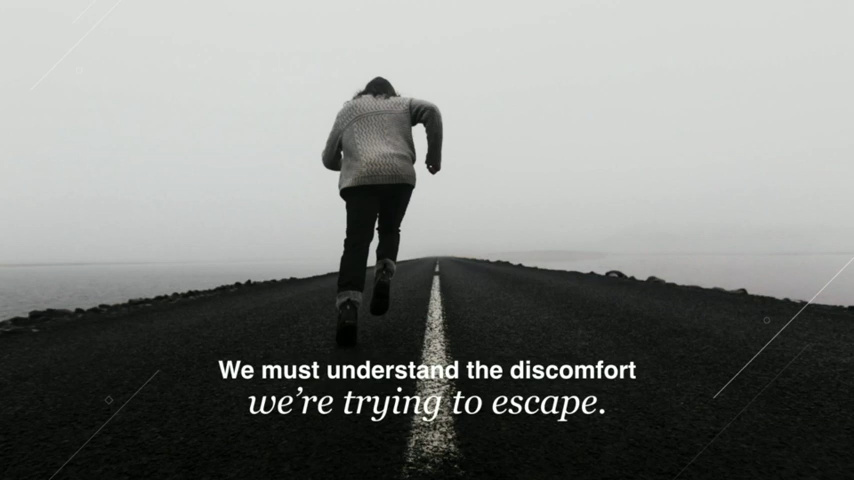 We must understand the discomfort
we’re trying to escape.